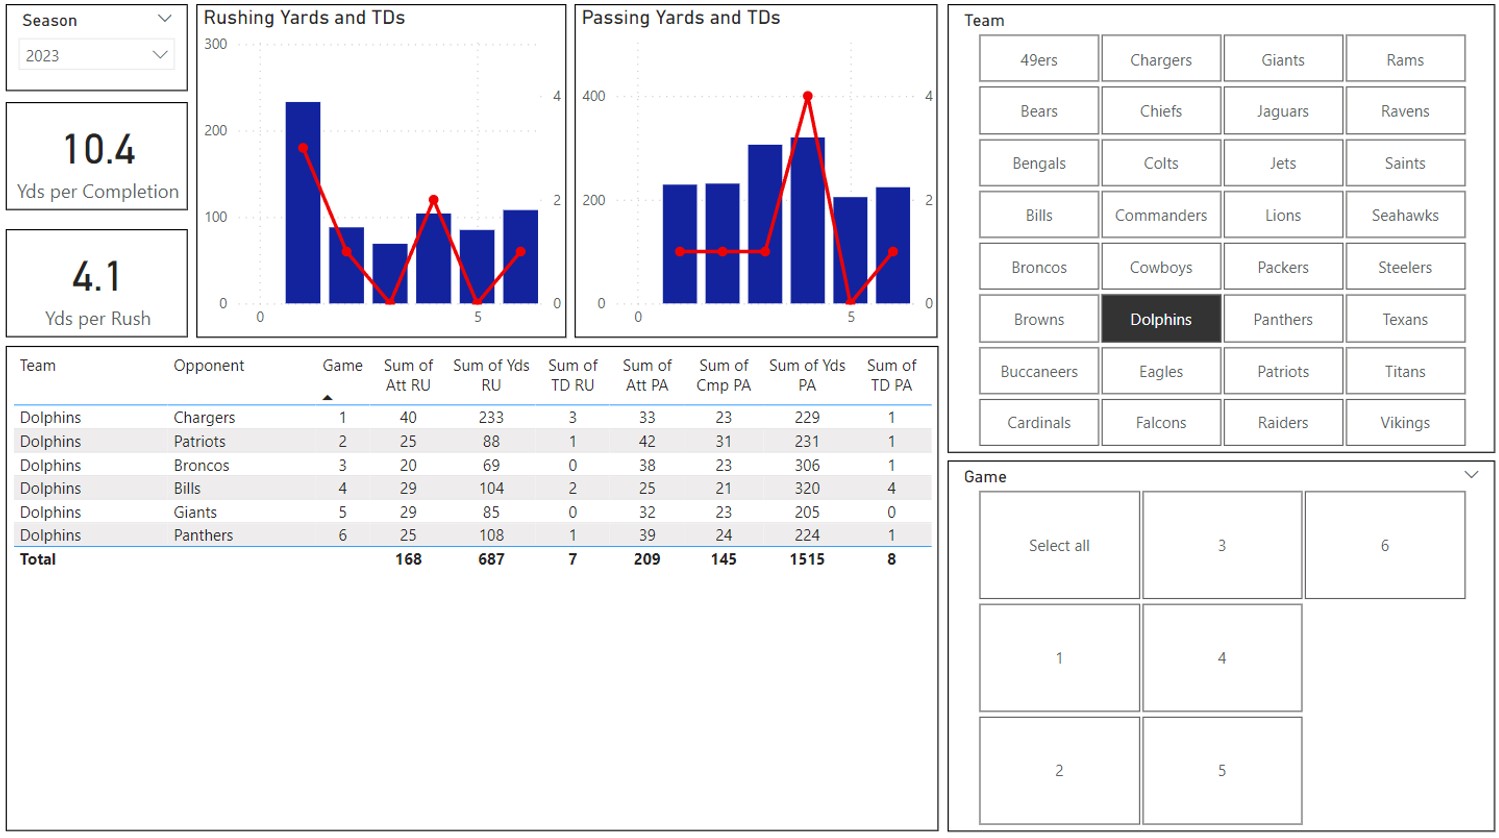 Season
2023
10.4
Yds per Completion
4.1
Yds per Rush
Rushing Yards and TDs
300
200
100
0
4
2
0
0
5
Passing Yards and TDs
400
200
0
4
2
0
0
5
Team Opponent Game Sum of Att RU Sum of Yds RU Sum of TD RU Sum of Att PA Sum of Cmp PA Sum of Yds PA Sum of TD PA
Dolphins Chargers 1 40 233 3 33 23 229 1
Dolphins Patriots 2 25 88 1 42 31 231 1
Dolphins Broncos 3 20 69 0 38 23 306 1
Dolphins Bills 4 29 104 2 25 21 320 4
Dolphins Giants 5 29 85 0 32 23 205 0
Dolphins Panthers 6 25 108 1 39 24 224 1
Total 168 687 7 209 145 1515 8
Team
49ers Chargers Giants Rams
Bears Chiefs Jaguars Ravens
Bengals Colts Jets Saints
Bills Commanders Lions Seahawks
Broncos Cowboys Packers Steelers
Browns Dolphins Panthers Texans
Buccaneers Eagles Patriots Titans
Cardinals Falcons Raiders Vikings
Game
Select all 3 6
1 4
2 5